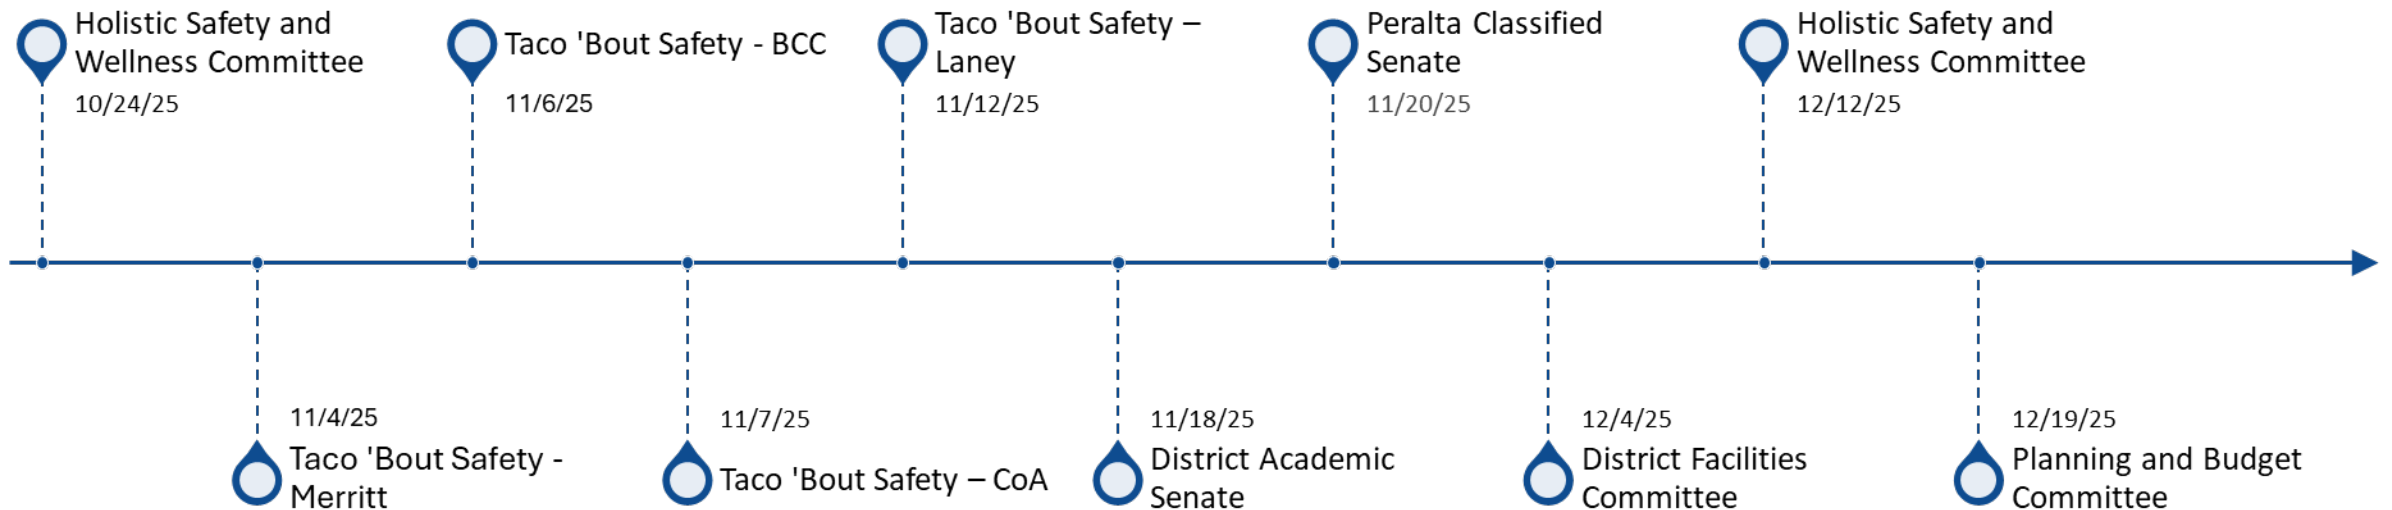 Holistic Safety and
Wellness Committee
10/24/25
Taco 'Bout Safety - BCC
11/6/25
Taco 'Bout Safety –
Laney
11/12/25
Peralta Classified
Senate
11/20/25
Holistic Safety and
Wellness Committee
12/12/25
11/4/25
Taco 'Bout Safety -
Merritt
11/7/25
Taco 'Bout Safety – CoA
11/18/25
District Academic
Senate
12/4/25
District Facilities
Committee
12/19/25
Planning and Budget
Committee